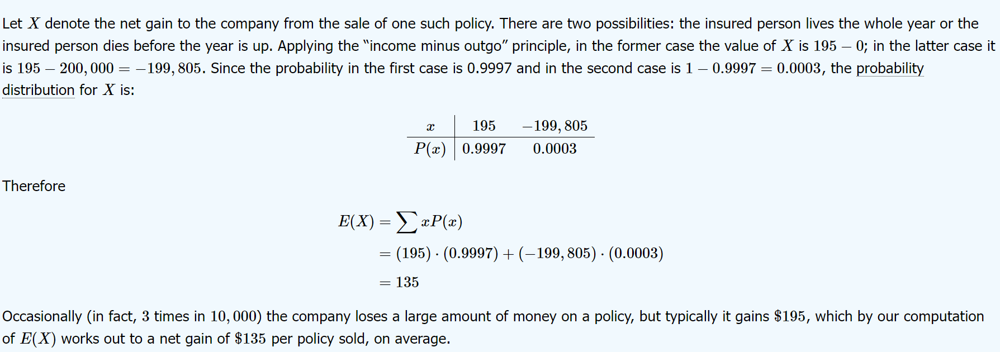 Let X denote the net gain to the company from the sale of one such policy. There are two possibilities: the insured person lives the whole year or the
insured person dies before the year is up. Applying the “income minus outgo” principle, in the former case the value of X is 195 − 0; in the latter case it
is 195 − 200, 000 = −199, 805. Since the probability in the first case is 0.9997 and in the second case is 1 − 0.9997 = 0.0003, the probability
distribution for X is:
x 195 −199, 805
P(x) 0.9997 0.0003
Therefore
E(X) = ∑ xP(x)
= (195) · (0.9997) + (−199, 805) · (0.0003)
= 135
Occasionally (in fact, 3 times in 10, 000) the company loses a large amount of money on a policy, but typically it gains $195, which by our computation
of E(X) works out to a net gain of $135 per policy sold, on average.